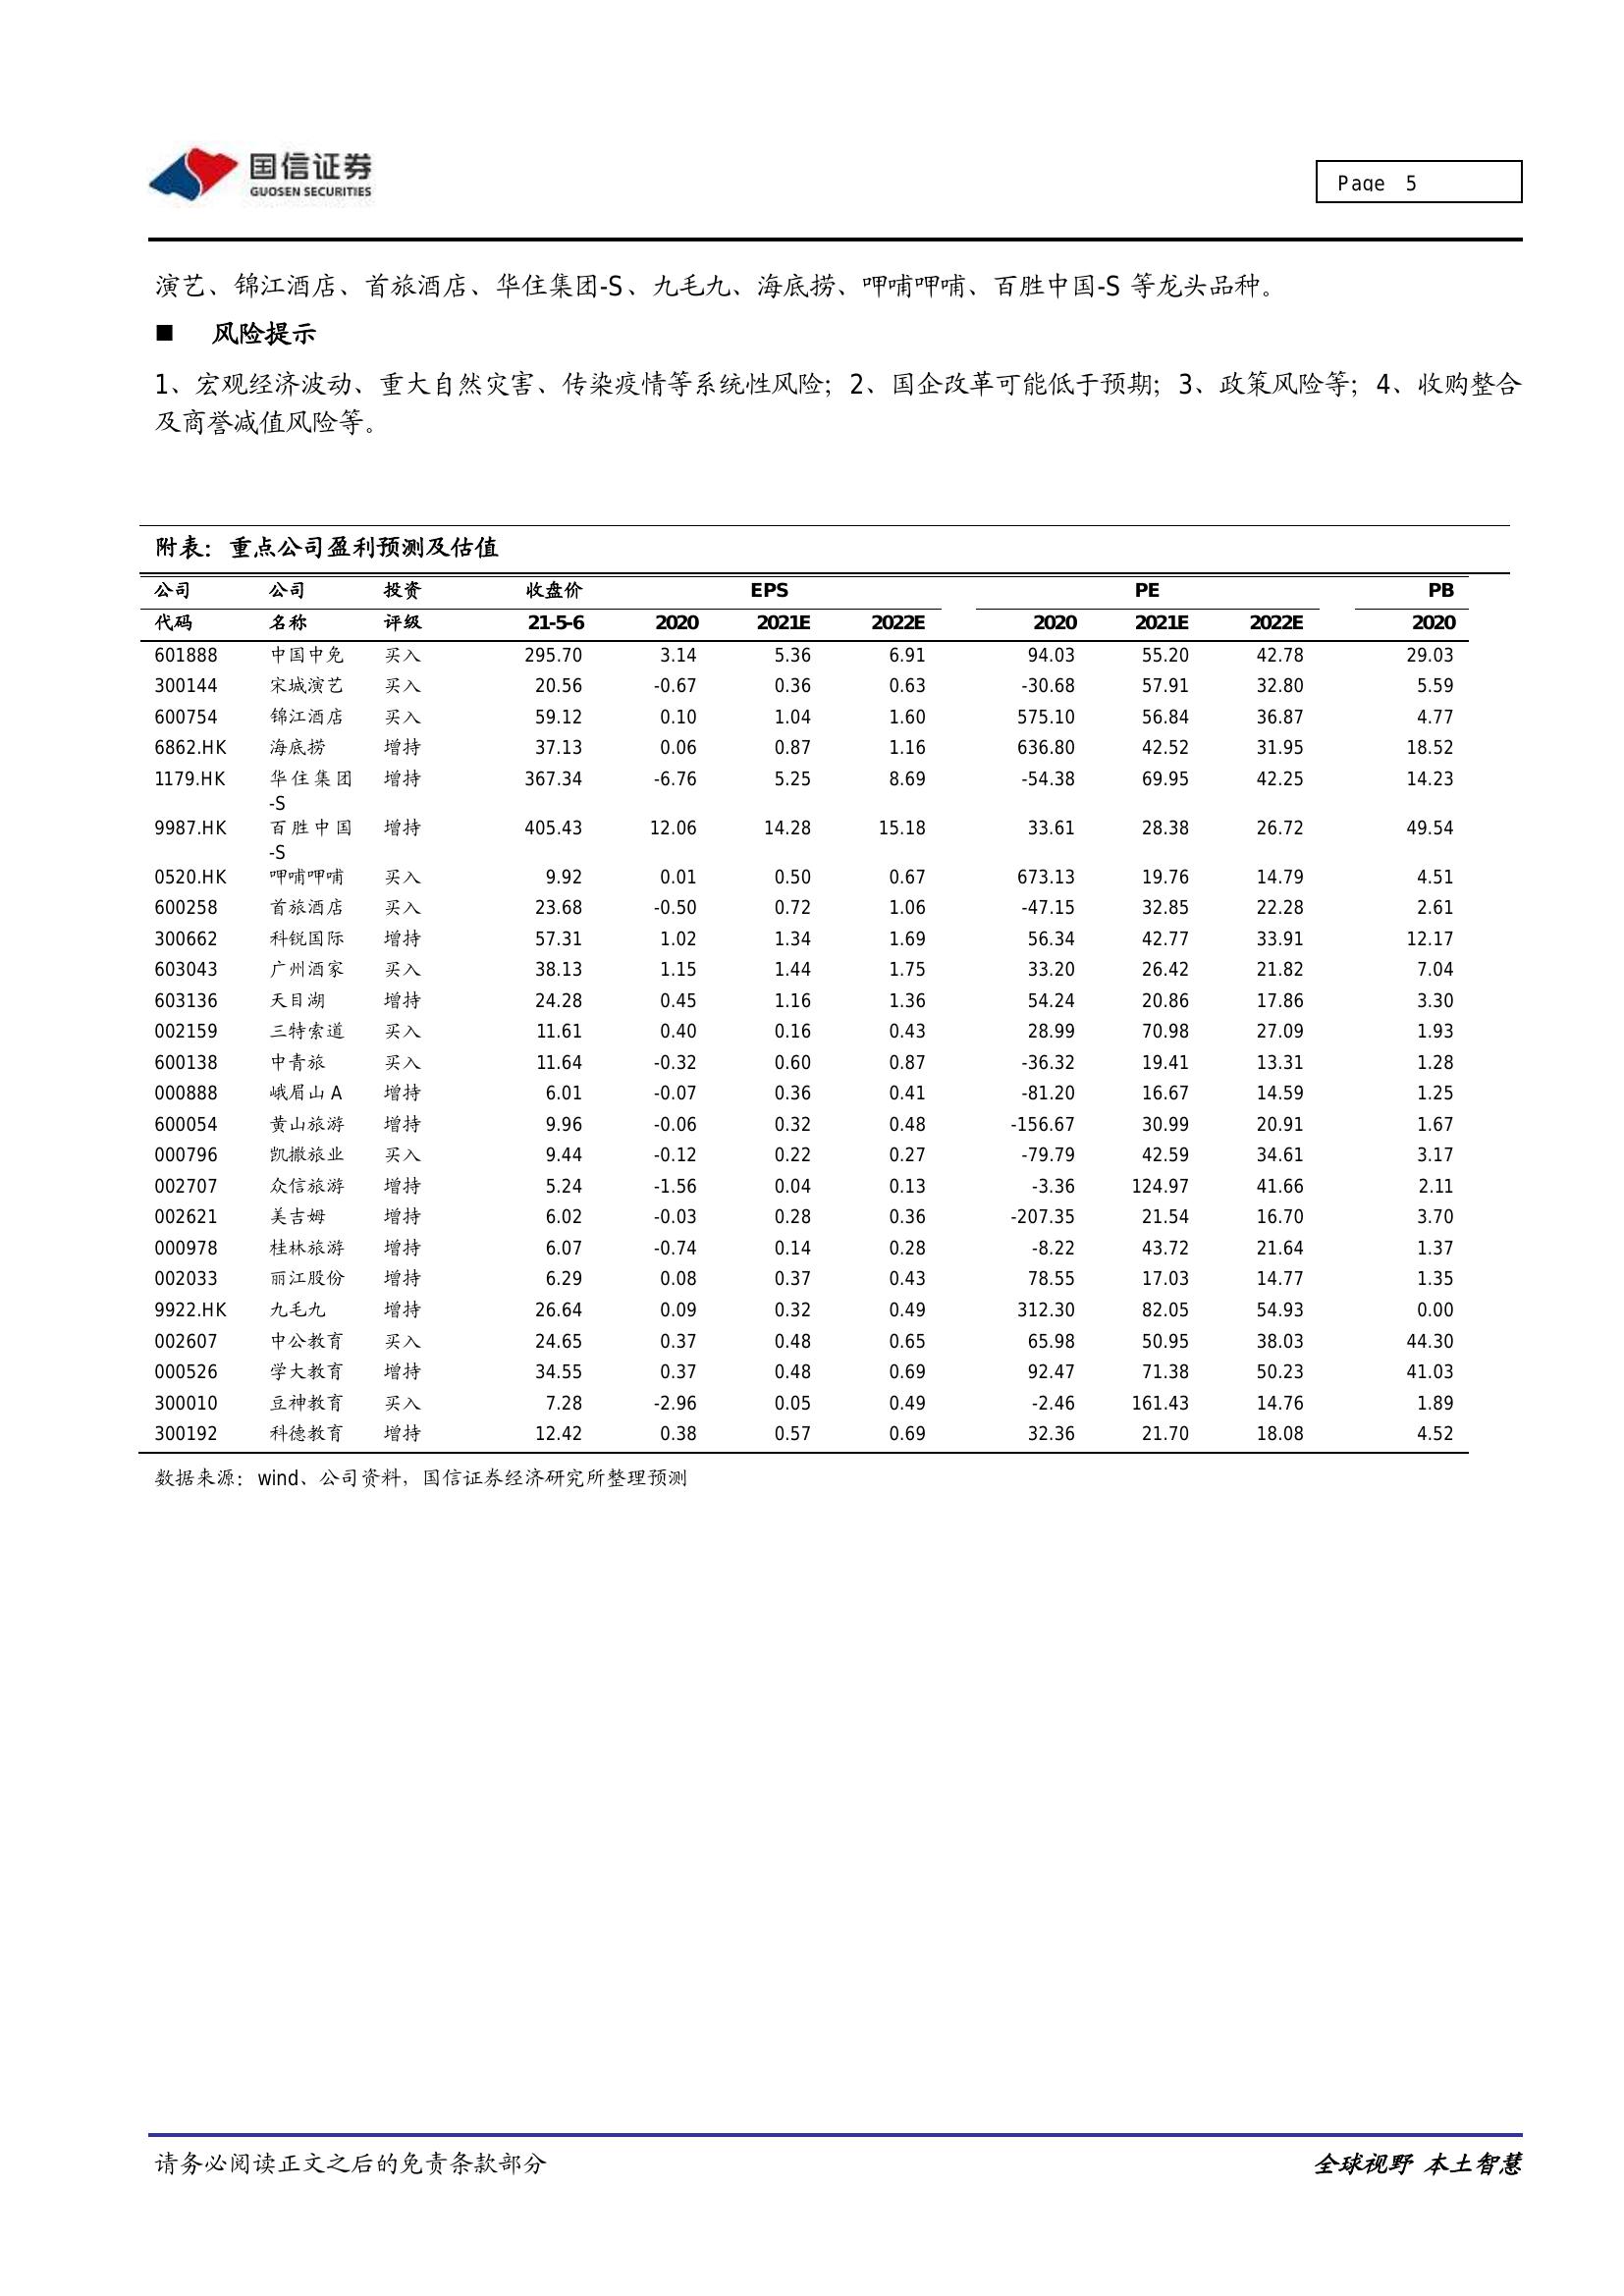 国信证券
GUOSEN SECURITIES
Page 5
演艺、锦江酒店、首旅酒店、华住集团-S、九毛九、海底捞、呷哺呷哺、百胜中国-S 等龙头品种。
■ 风险提示
1、宏观经济波动、重大自然灾害、传染疫情等系统性风险；2、国企改革可能低于预期；3、政策风险等；4、收购整合
及商誉减值风险等。
附表：重点公司盈利预测及估值
公司 公司 投资 收盘价 EPS PE PB
代码 名称 评级 21-5-6 2020 2021E 2022E 2020 2021E 2022E 2020
601888 中国中免 买入 295.70 3.14 5.36 6.91 94.03 55.20 42.78 29.03
300144 宋城演艺 买入 20.56 -0.67 0.36 0.63 -30.68 57.91 32.80 5.59
600754 锦江酒店 买入 59.12 0.10 1.04 1.60 575.10 56.84 36.87 4.77
6862.HK 海底捞 增持 37.13 0.06 0.87 1.16 636.80 42.52 31.95 18.52
1179.HK 华住集团 增持 367.34 -6.76 5.25 8.69 -54.38 69.95 42.25 14.23
-S
9987.HK 百胜中国 增持 405.43 12.06 14.28 15.18 33.61 28.38 26.72 49.54
-S
0520.HK 呷哺呷哺 买入 9.92 0.01 0.50 0.67 673.13 19.76 14.79 4.51
600258 首旅酒店 买入 23.68 -0.50 0.72 1.06 -47.15 32.85 22.28 2.61
300662 科锐国际 增持 57.31 1.02 1.34 1.69 56.34 42.77 33.91 12.17
603043 广州酒家 买入 38.13 1.15 1.44 1.75 33.20 26.42 21.82 7.04
603136 天目湖 增持 24.28 0.45 1.16 1.36 54.24 20.86 17.86 3.30
002159 三特索道 买入 11.61 0.40 0.16 0.43 28.99 70.98 27.09 1.93
600138 中青旅 买入 11.64 -0.32 0.60 0.87 -36.32 19.41 13.31 1.28
000888 峨眉山 A 增持 6.01 -0.07 0.36 0.41 -81.20 16.67 14.59 1.25
600054 黄山旅游 增持 9.96 -0.06 0.32 0.48 -156.67 30.99 20.91 1.67
000796 凯撒旅业 买入 9.44 -0.12 0.22 0.27 -79.79 42.59 34.61 3.17
002707 众信旅游 增持 5.24 -1.56 0.04 0.13 -3.36 124.97 41.66 2.11
002621 美吉姆 增持 6.02 -0.03 0.28 0.36 -207.35 21.54 16.70 3.70
000978 桂林旅游 增持 6.07 -0.74 0.14 0.28 -8.22 43.72 21.64 1.37
002033 丽江股份 增持 6.29 0.08 0.37 0.43 78.55 17.03 14.77 1.35
9922.HK 九毛九 增持 26.64 0.09 0.32 0.49 312.30 82.05 54.93 0.00
002607 中公教育 买入 24.65 0.37 0.48 0.65 65.98 50.95 38.03 44.30
000526 学大教育 增持 34.55 0.37 0.48 0.69 92.47 71.38 50.23 41.03
300010 豆神教育 买入 7.28 -2.96 0.05 0.49 -2.46 161.43 14.76 1.89
300192 科德教育 增持 12.42 0.38 0.57 0.69 32.36 21.70 18.08 4.52
数据来源：wind、公司资料，国信证券经济研究所整理预测
请务必阅读正文之后的免责条款部分
全球视野 本土智慧